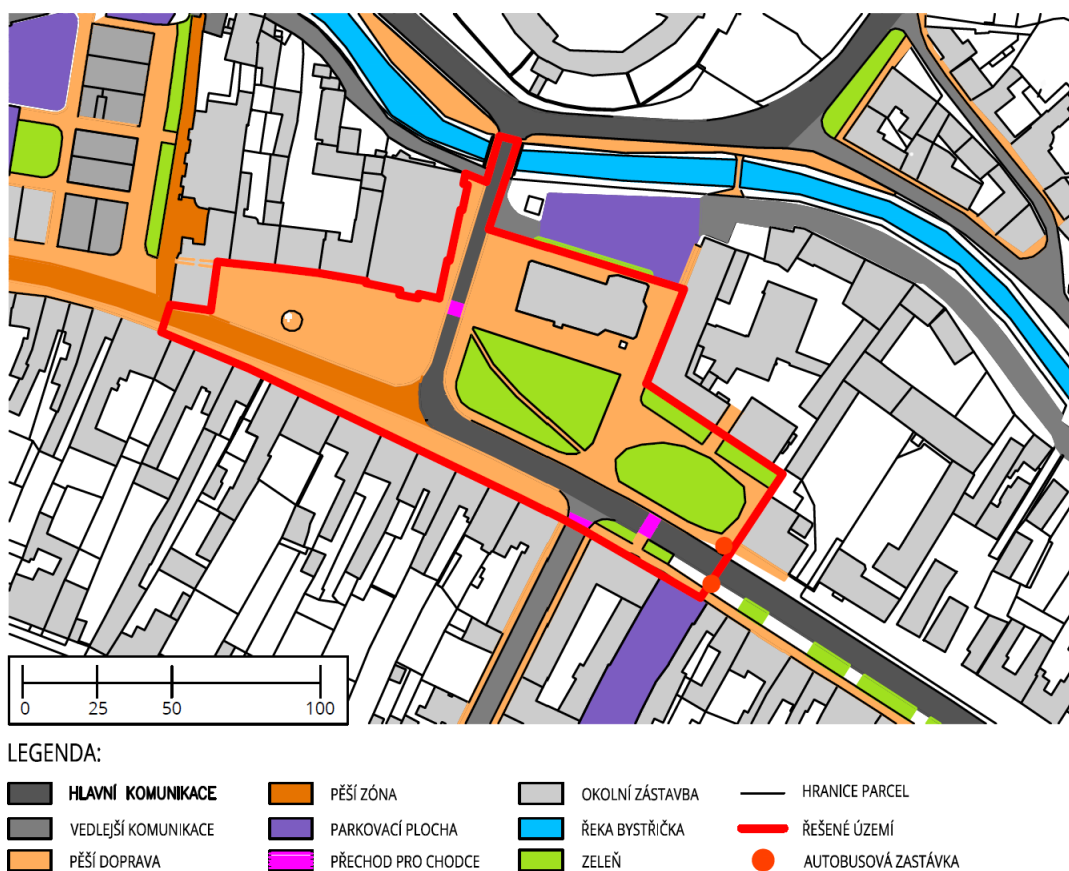 0 25 50 100
LEGENDA:
HLAVNÍ KOMUNIKACE
VEDLEJŠÍ KOMUNIKACE
PĚŠÍ DOPRAVA
PĚŠÍ ZÓNA
PARKOVACÍ PLOCHA
PŘECHOD PRO CHODCE
OKOLNÍ ZÁSTAVBA
ŘEKA BYSTŘIČKA
ZELEŇ
HRANICE PARCEL
ŘEŠENÉ ÚZEMÍ
AUTOBUSOVÁ ZASTÁVKA